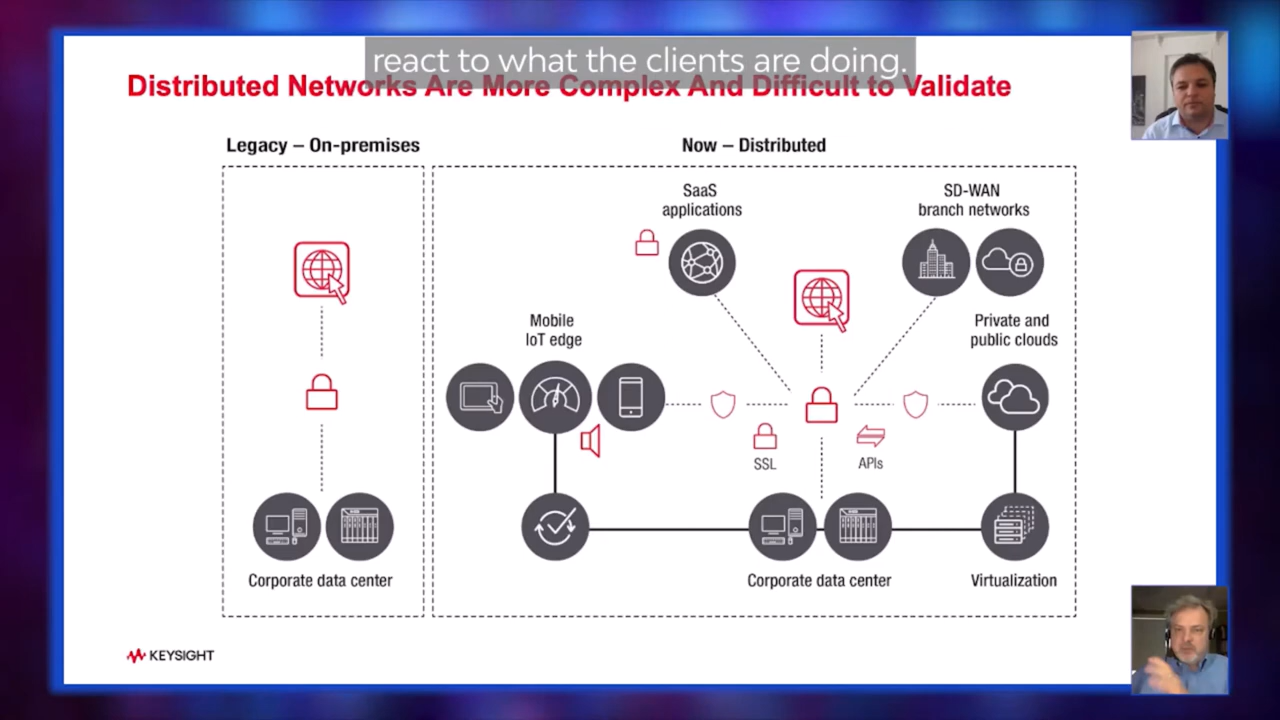 react to what the clients are doing.
Distributed Networks Are More Complex And Difficult to Validate
Legacy – On-premises
Now – Distributed
SaaS
applications
SD-WAN
branch networks
Mobile
IoT edge
Private and
public clouds
SSL
APIs
Corporate data center
Corporate data center
Virtualization
KEYSIGHT